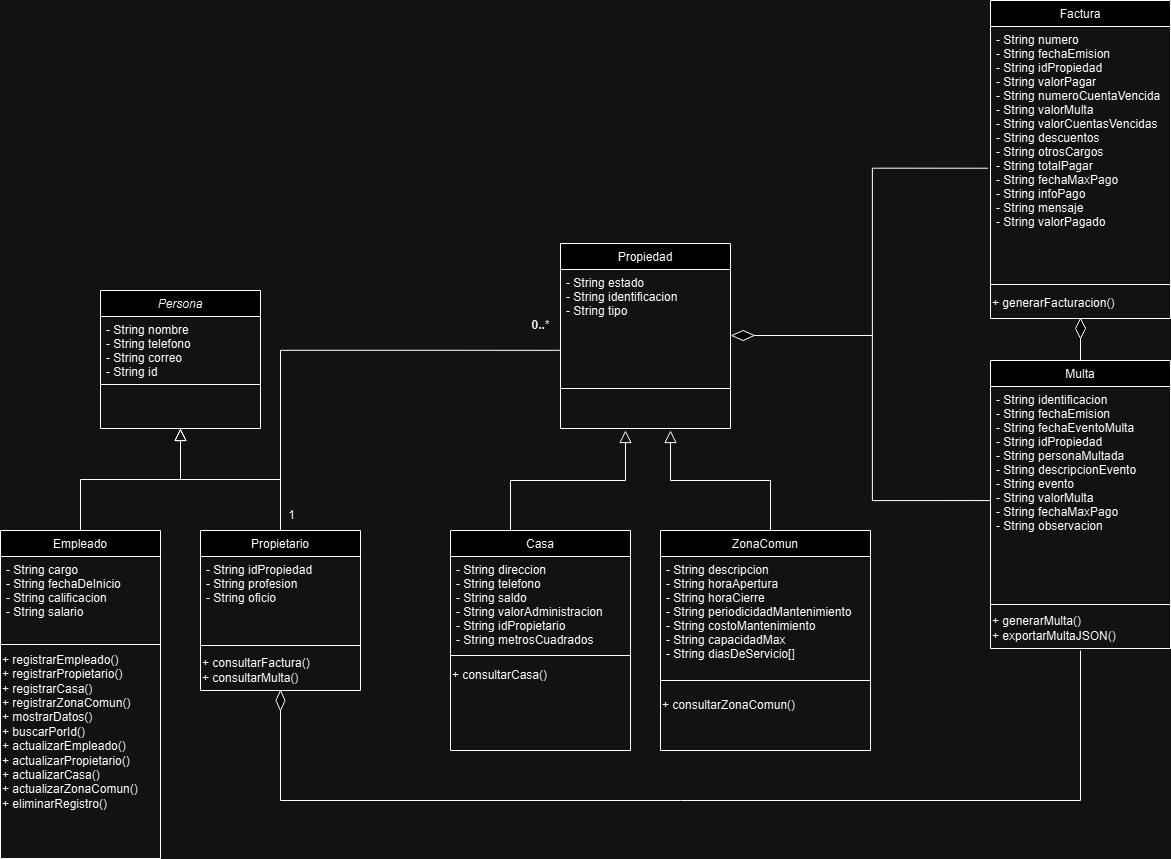 Factura
- String numero
- String fechaEmision
- String idPropiedad
- String valorPagar
- String numeroCuentaVencida
- String valorMulta
- String valorCuentasVencidas
- String descuentos
- String otrosCargos
- String totalPagar
- String fechaMaxPago
- String infoPago
- String mensaje
- String valorPagado
+ generarFacturacion()
Propiedad
- String estado
- String identificacion
- String tipo
0..*
Persona
- String nombre
- String telefono
- String correo
- String id
Multa
- String identificacion
- String fechaEmision
- String fechaEventoMulta
- String idPropiedad
- String personaMultada
- String descripcionEvento
- String evento
- String valorMulta
- String fechaMaxPago
- String observacion
+ generarMulta()
+ exportarMultaJSON()
1
Empleado
- String cargo
- String fechaDeInicio
- String calificacion
- String salario
+ registrarEmpleado()
+ registrarPropietario()
+ registrarCasa()
+ registrarZonaComun()
+ mostrarDatos()
+ buscarPorId()
+ actualizarEmpleado()
+ actualizarPropietario()
+ actualizarCasa()
+ actualizarZonaComun()
+ eliminarRegistro()
Propietario
- String idPropiedad
- String profesion
- String oficio
+ consultarFactura()
+ consultarMulta()
Casa
- String direccion
- String telefono
- String saldo
- String valorAdministracion
- String idPropietario
- String metrosCuadrados
+ consultarCasa()
ZonaComun
- String descripcion
- String horaApertura
- String horaCierre
- String periodicidadMantenimiento
- String costoMantenimiento
- String capacidadMax
- String diasDeServicio[]
+ consultarZonaComun()